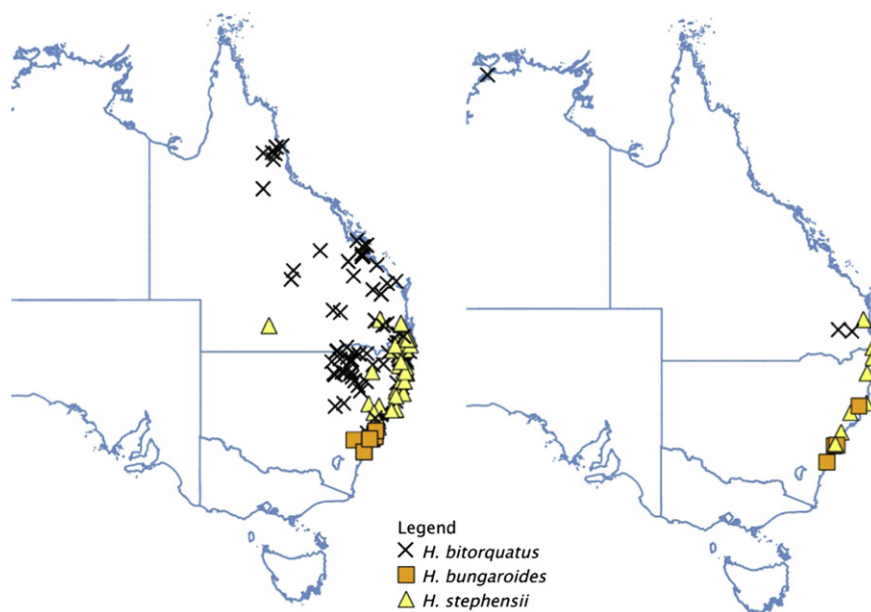 Legend
H. bitorquatus
H. bungaroides
H. stephensii